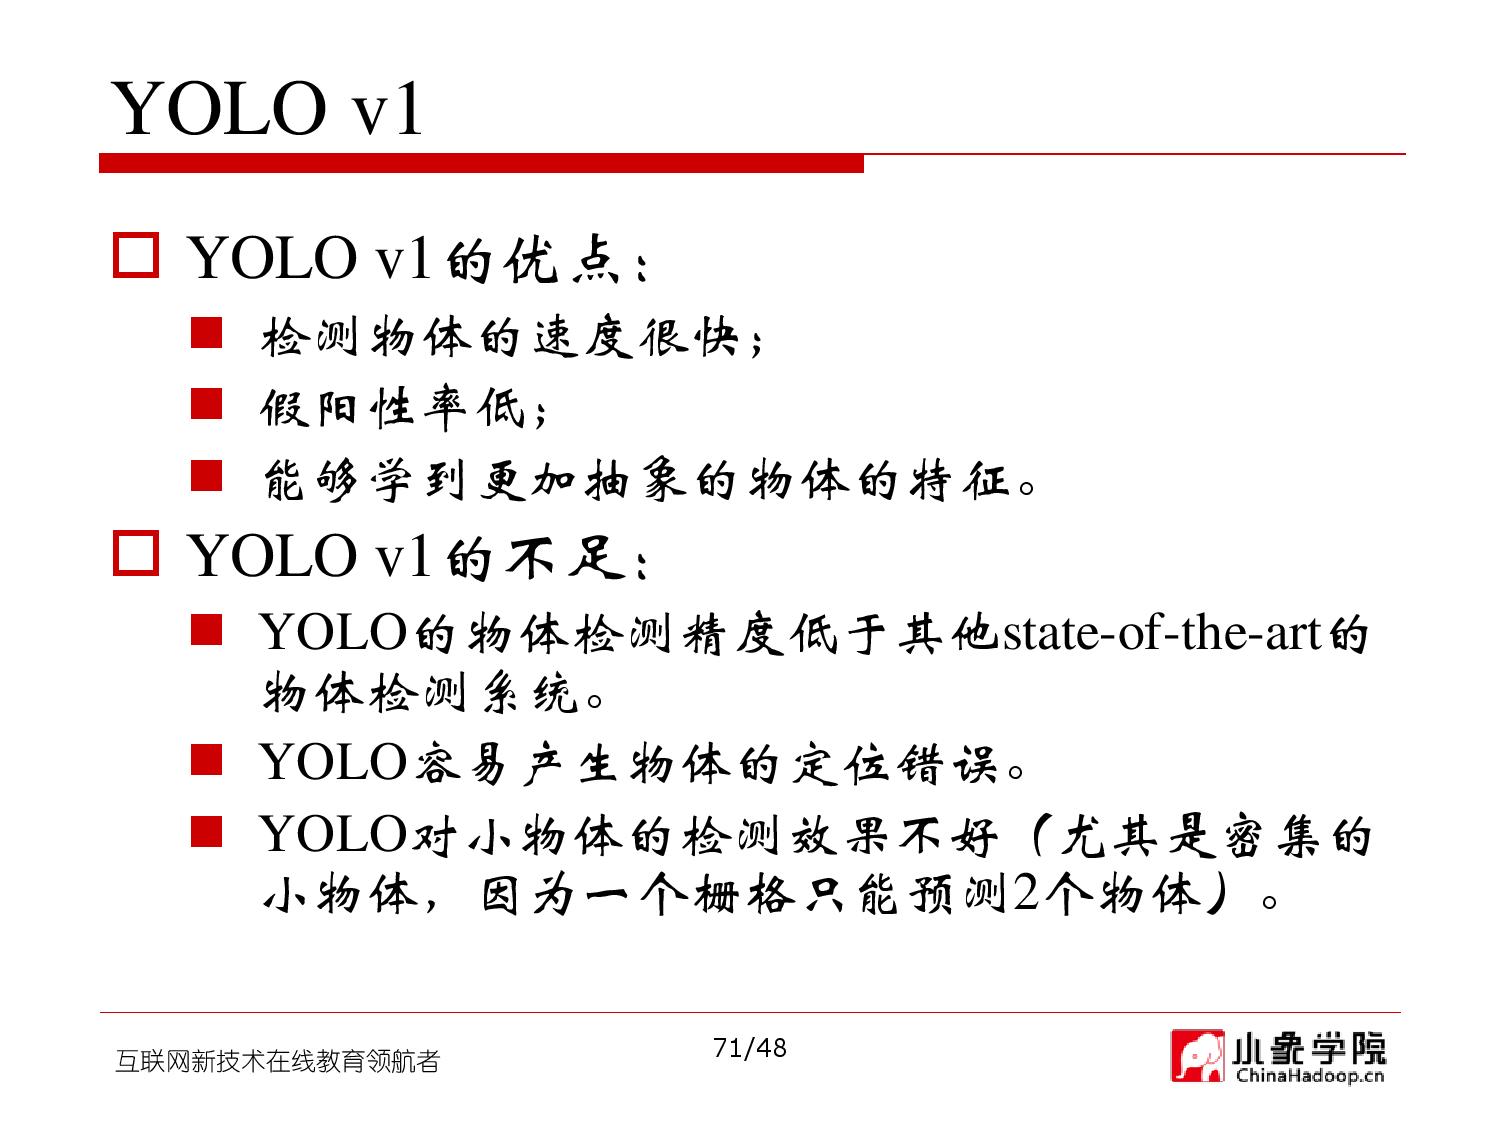 YOLO v1
YOLO v1的优点：
检测物体的速度很快；
假阳性率低；
能够学到更加抽象的物体的特征。
YOLO v1的不足：
YOLO的物体检测精度低于其他state-of-the-art的
物体检测系统。
YOLO容易产生物体的定位错误。
YOLO对小物体的检测效果不好（尤其是密集的
小物体，因为一个栅格只能预测2个物体）。
互联网新技术在线教育领航者
71/48
小象学院
ChinaHadoop.cn